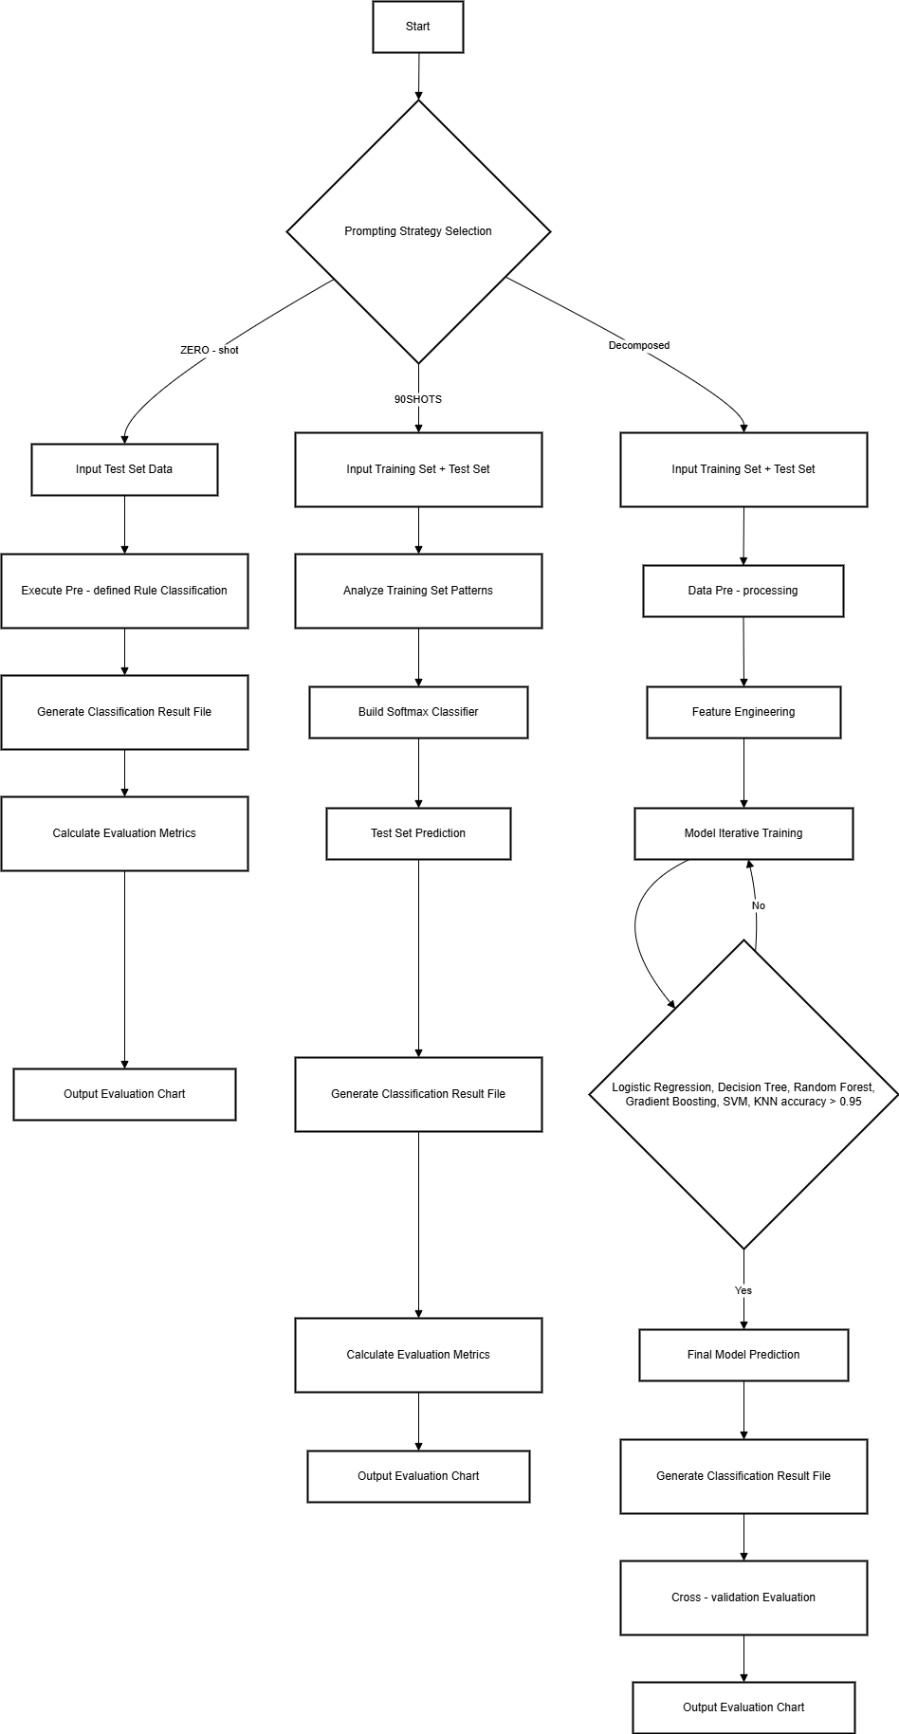 Start
Prompting Strategy Selection
ZERO - shot
90SHOTS
Decomposed
Input Test Set Data
Execute Pre - defined Rule Classification
Generate Classification Result File
Calculate Evaluation Metrics
Output Evaluation Chart
Input Training Set + Test Set
Analyze Training Set Patterns
Build Softmax Classifier
Test Set Prediction
Generate Classification Result File
Calculate Evaluation Metrics
Output Evaluation Chart
Input Training Set + Test Set
Data Pre - processing
Feature Engineering
Model Iterative Training
No
Logistic Regression, Decision Tree, Random Forest,
Gradient Boosting, SVM, KNN accuracy > 0.95
Yes
Final Model Prediction
Generate Classification Result File
Cross - validation Evaluation
Output Evaluation Chart